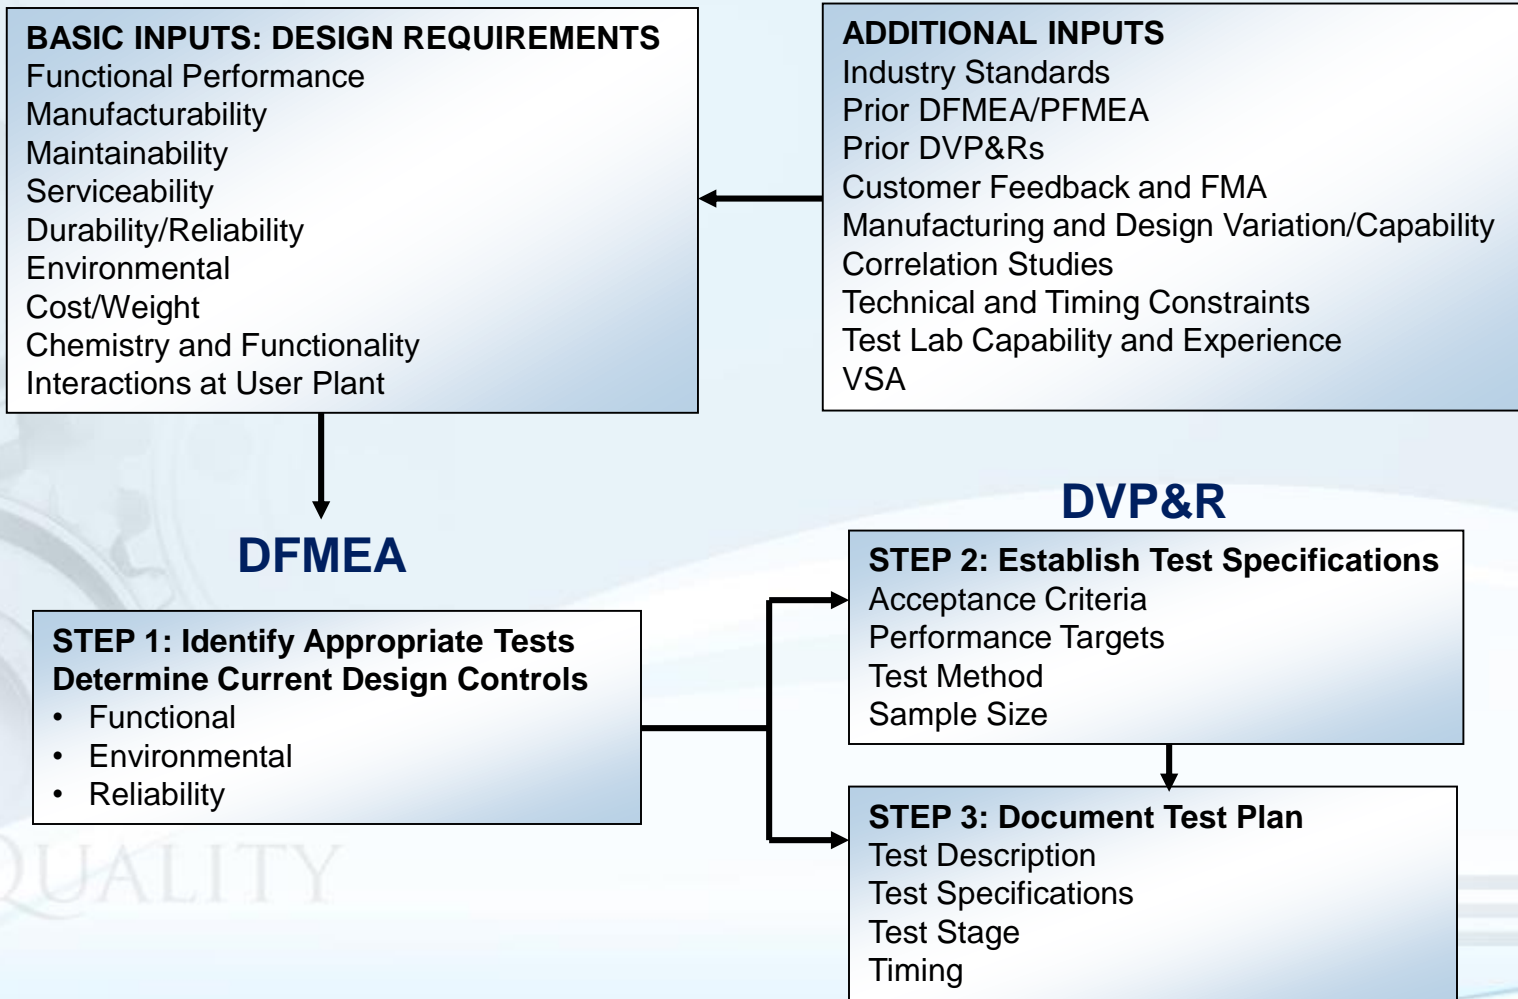 BASIC INPUTS: DESIGN REQUIREMENTS
Functional Performance
Manufacturability
Maintainability
Serviceability
Durability/Reliability
Environmental
Cost/Weight
Chemistry and Functionality
Interactions at User Plant
ADDITIONAL INPUTS
Industry Standards
Prior DFMEA/PFMEA
Prior DVP&Rs
Customer Feedback and FMA
Manufacturing and Design Variation/Capability
Correlation Studies
Technical and Timing Constraints
Test Lab Capability and Experience
VSA
DFMEA
STEP 1: Identify Appropriate Tests
Determine Current Design Controls
• Functional
• Environmental
• Reliability
DVP&R
STEP 2: Establish Test Specifications
Acceptance Criteria
Performance Targets
Test Method
Sample Size
STEP 3: Document Test Plan
Test Description
Test Specifications
Test Stage
Timing
QUALITY